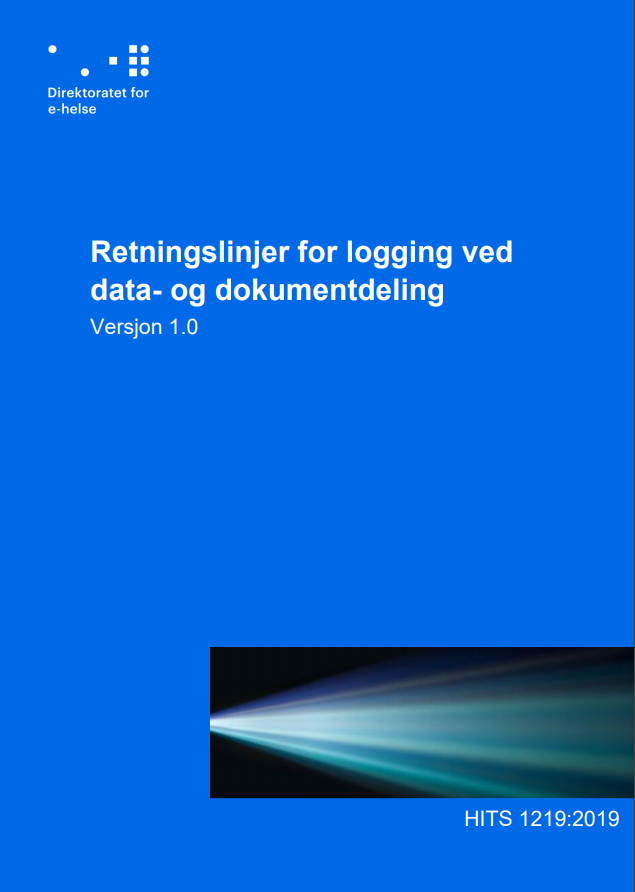 Direktoratet for
e-helse
Retningslinjer for logging ved
data- og dokumentdeling
Versjon 1.0
HITS 1219:2019